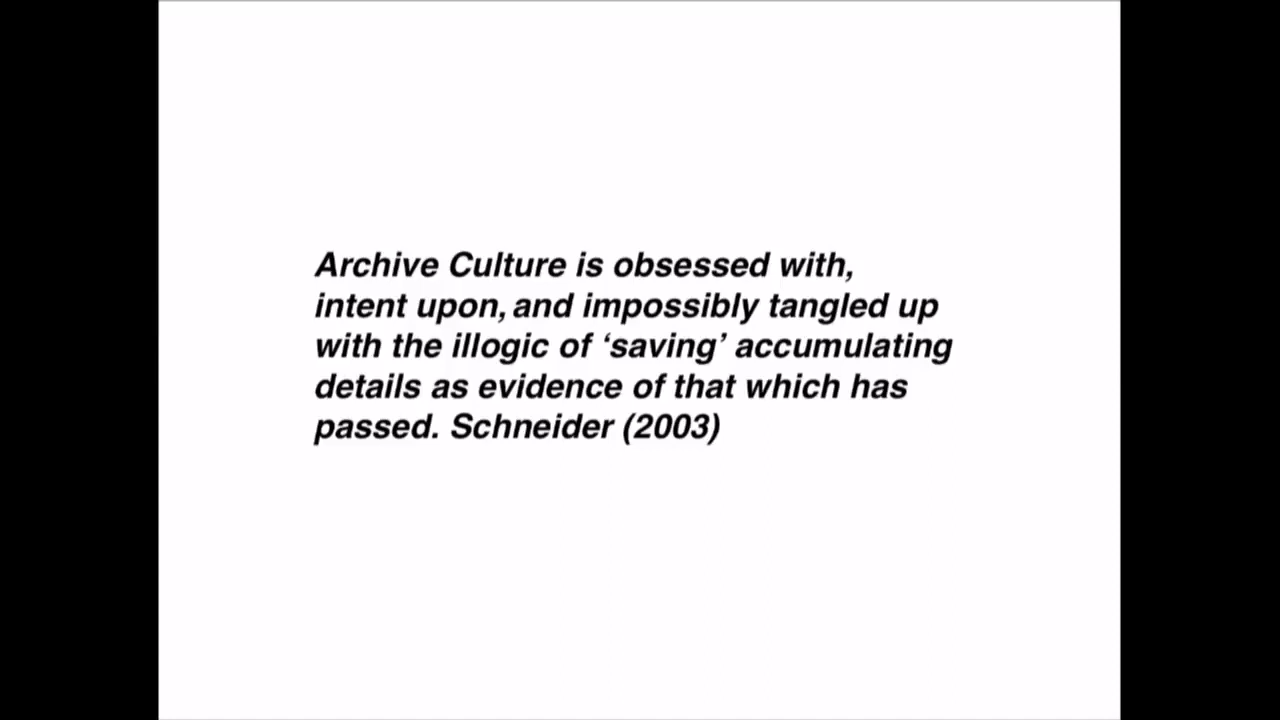 Archive Culture is obsessed with,
intent upon, and impossibly tangled up
with the illogic of ‘saving’ accumulating
details as evidence of that which has
passed. Schneider (2003)